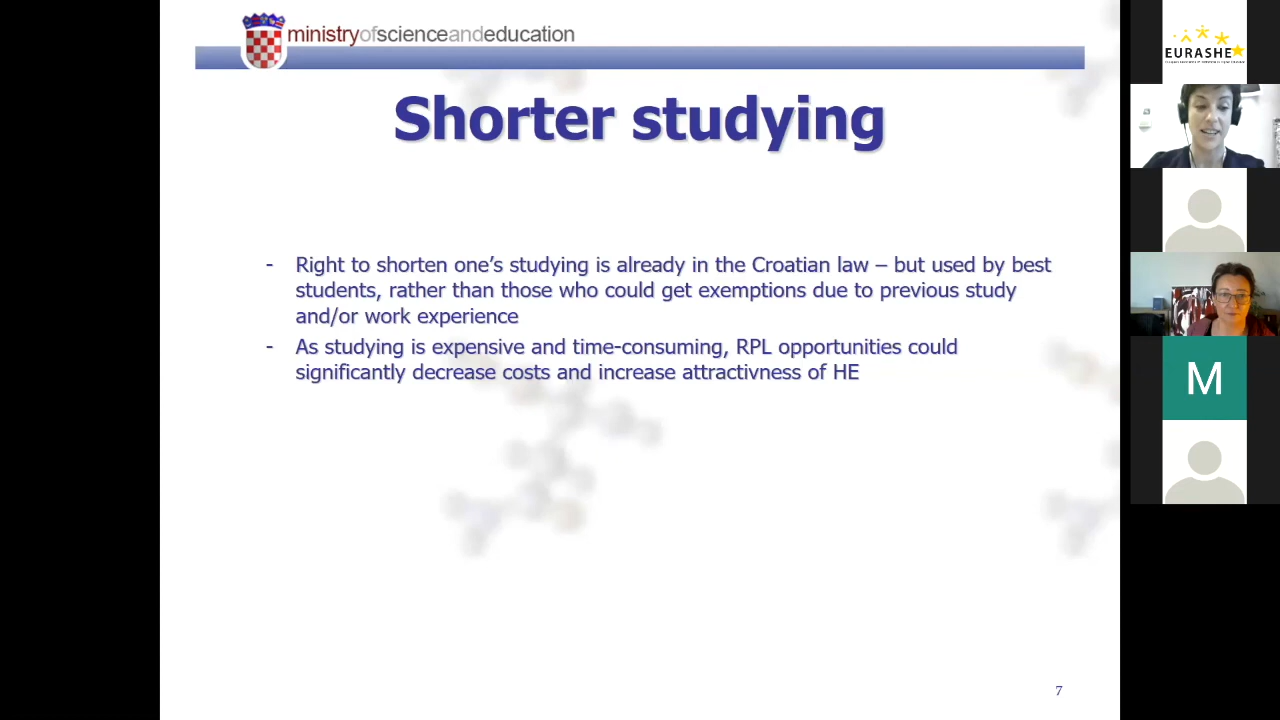 ministryofscienceandeducation
Shorter studying
- Right to shorten one’s studying is already in the Croatian law – but used by best
students, rather than those who could get exemptions due to previous study
and/or work experience
- As studying is expensive and time-consuming, RPL opportunities could
significantly decrease costs and increase attractivness of HE
7
EURASHE
M